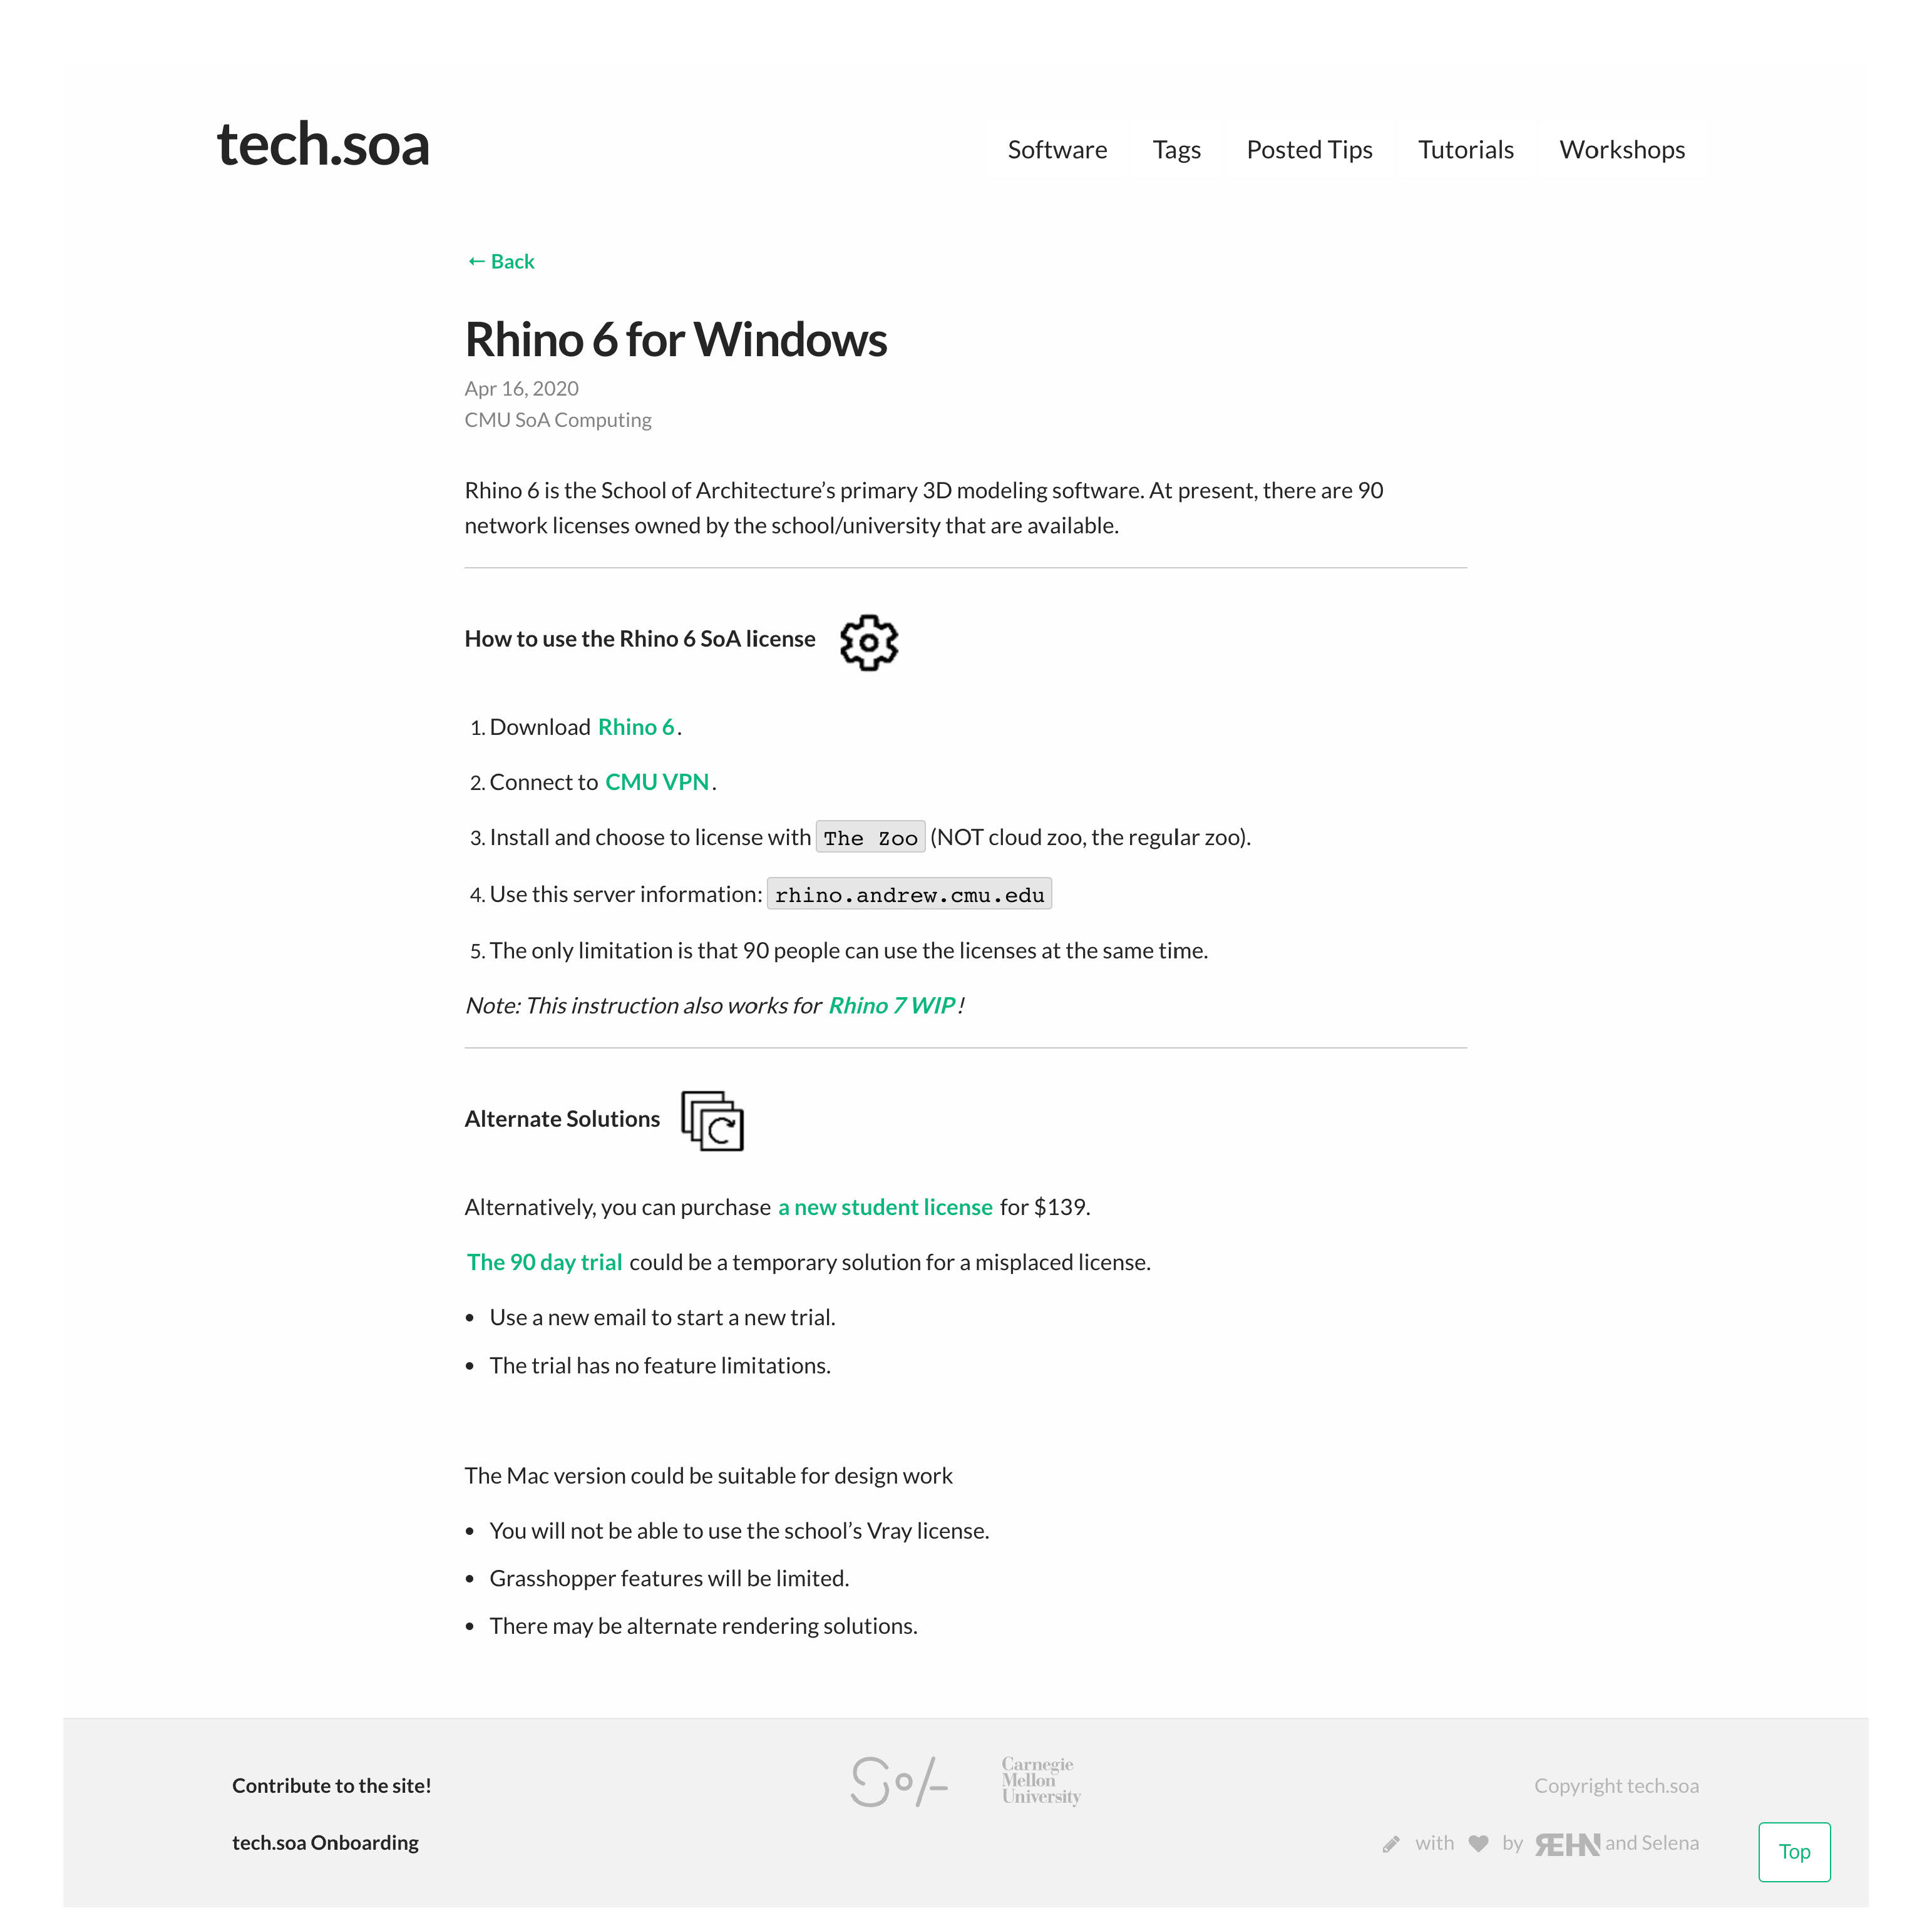 tech.soa
Software Tags Posted Tips Tutorials Workshops
← Back
Rhino 6 for Windows
Apr 16, 2020
CMU SoA Computing
Rhino 6 is the School of Architecture’s primary 3D modeling software. At present, there are 90
network licenses owned by the school/university that are available.
How to use the Rhino 6 SoA license
1. Download Rhino 6.
2. Connect to CMU VPN.
3. Install and choose to license with The Zoo (NOT cloud zoo, the regular zoo).
4. Use this server information: rhino.andrew.cmu.edu
5. The only limitation is that 90 people can use the licenses at the same time.
Note: This instruction also works for Rhino 7 WIP!
Alternate Solutions
Alternatively, you can purchase a new student license for $139.
The 90 day trial could be a temporary solution for a misplaced license.
• Use a new email to start a new trial.
• The trial has no feature limitations.
The Mac version could be suitable for design work
• You will not be able to use the school’s Vray license.
• Grasshopper features will be limited.
• There may be alternate rendering solutions.
Contribute to the site!
tech.soa Onboarding
SoA
Carnegie
Mellon
University
Copyright tech.soa
with by REHN and Selena
Top